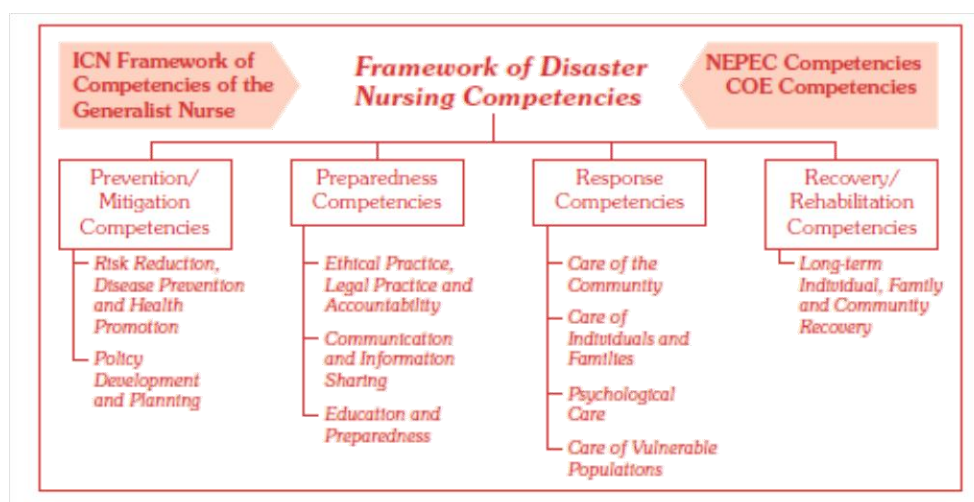 ICN Framework of
Competencies of the
Generalist Nurse
Framework of Disaster
Nursing Competencies
NEPEC Competencies
COE Competencies
Prevention/
Mitigation
Competencies
Risk Reduction,
Disease Prevention
and Health
Promotion
Policy
Development
and Planning
Preparedness
Competencies
Ethical Practice,
Legal Practice and
Accountability
Communication
and Information
Sharing
Education and
Preparedness
Response
Competencies
Care of the
Community
Care of
Individuals and
Families
Psychological
Care
Care of Vulnerable
Populations
Recovery/
Rehabilitation
Competencies
Long-term
Individual, Family
and Community
Recovery